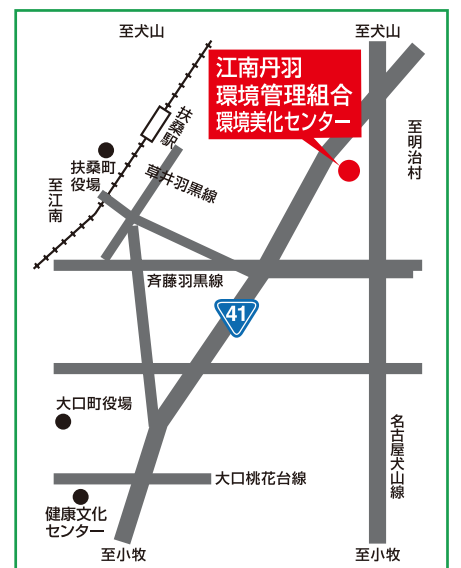 至犬山
至犬山
江南丹羽
環境管理組合
環境美化センター
扶桑駅
至明治村
扶桑町
役場
草井羽黒線
至江南
斉藤羽黒線
41
大口町役場
名古屋犬山線
大口桃花台線
健康文化
センター
至小牧
至小牧